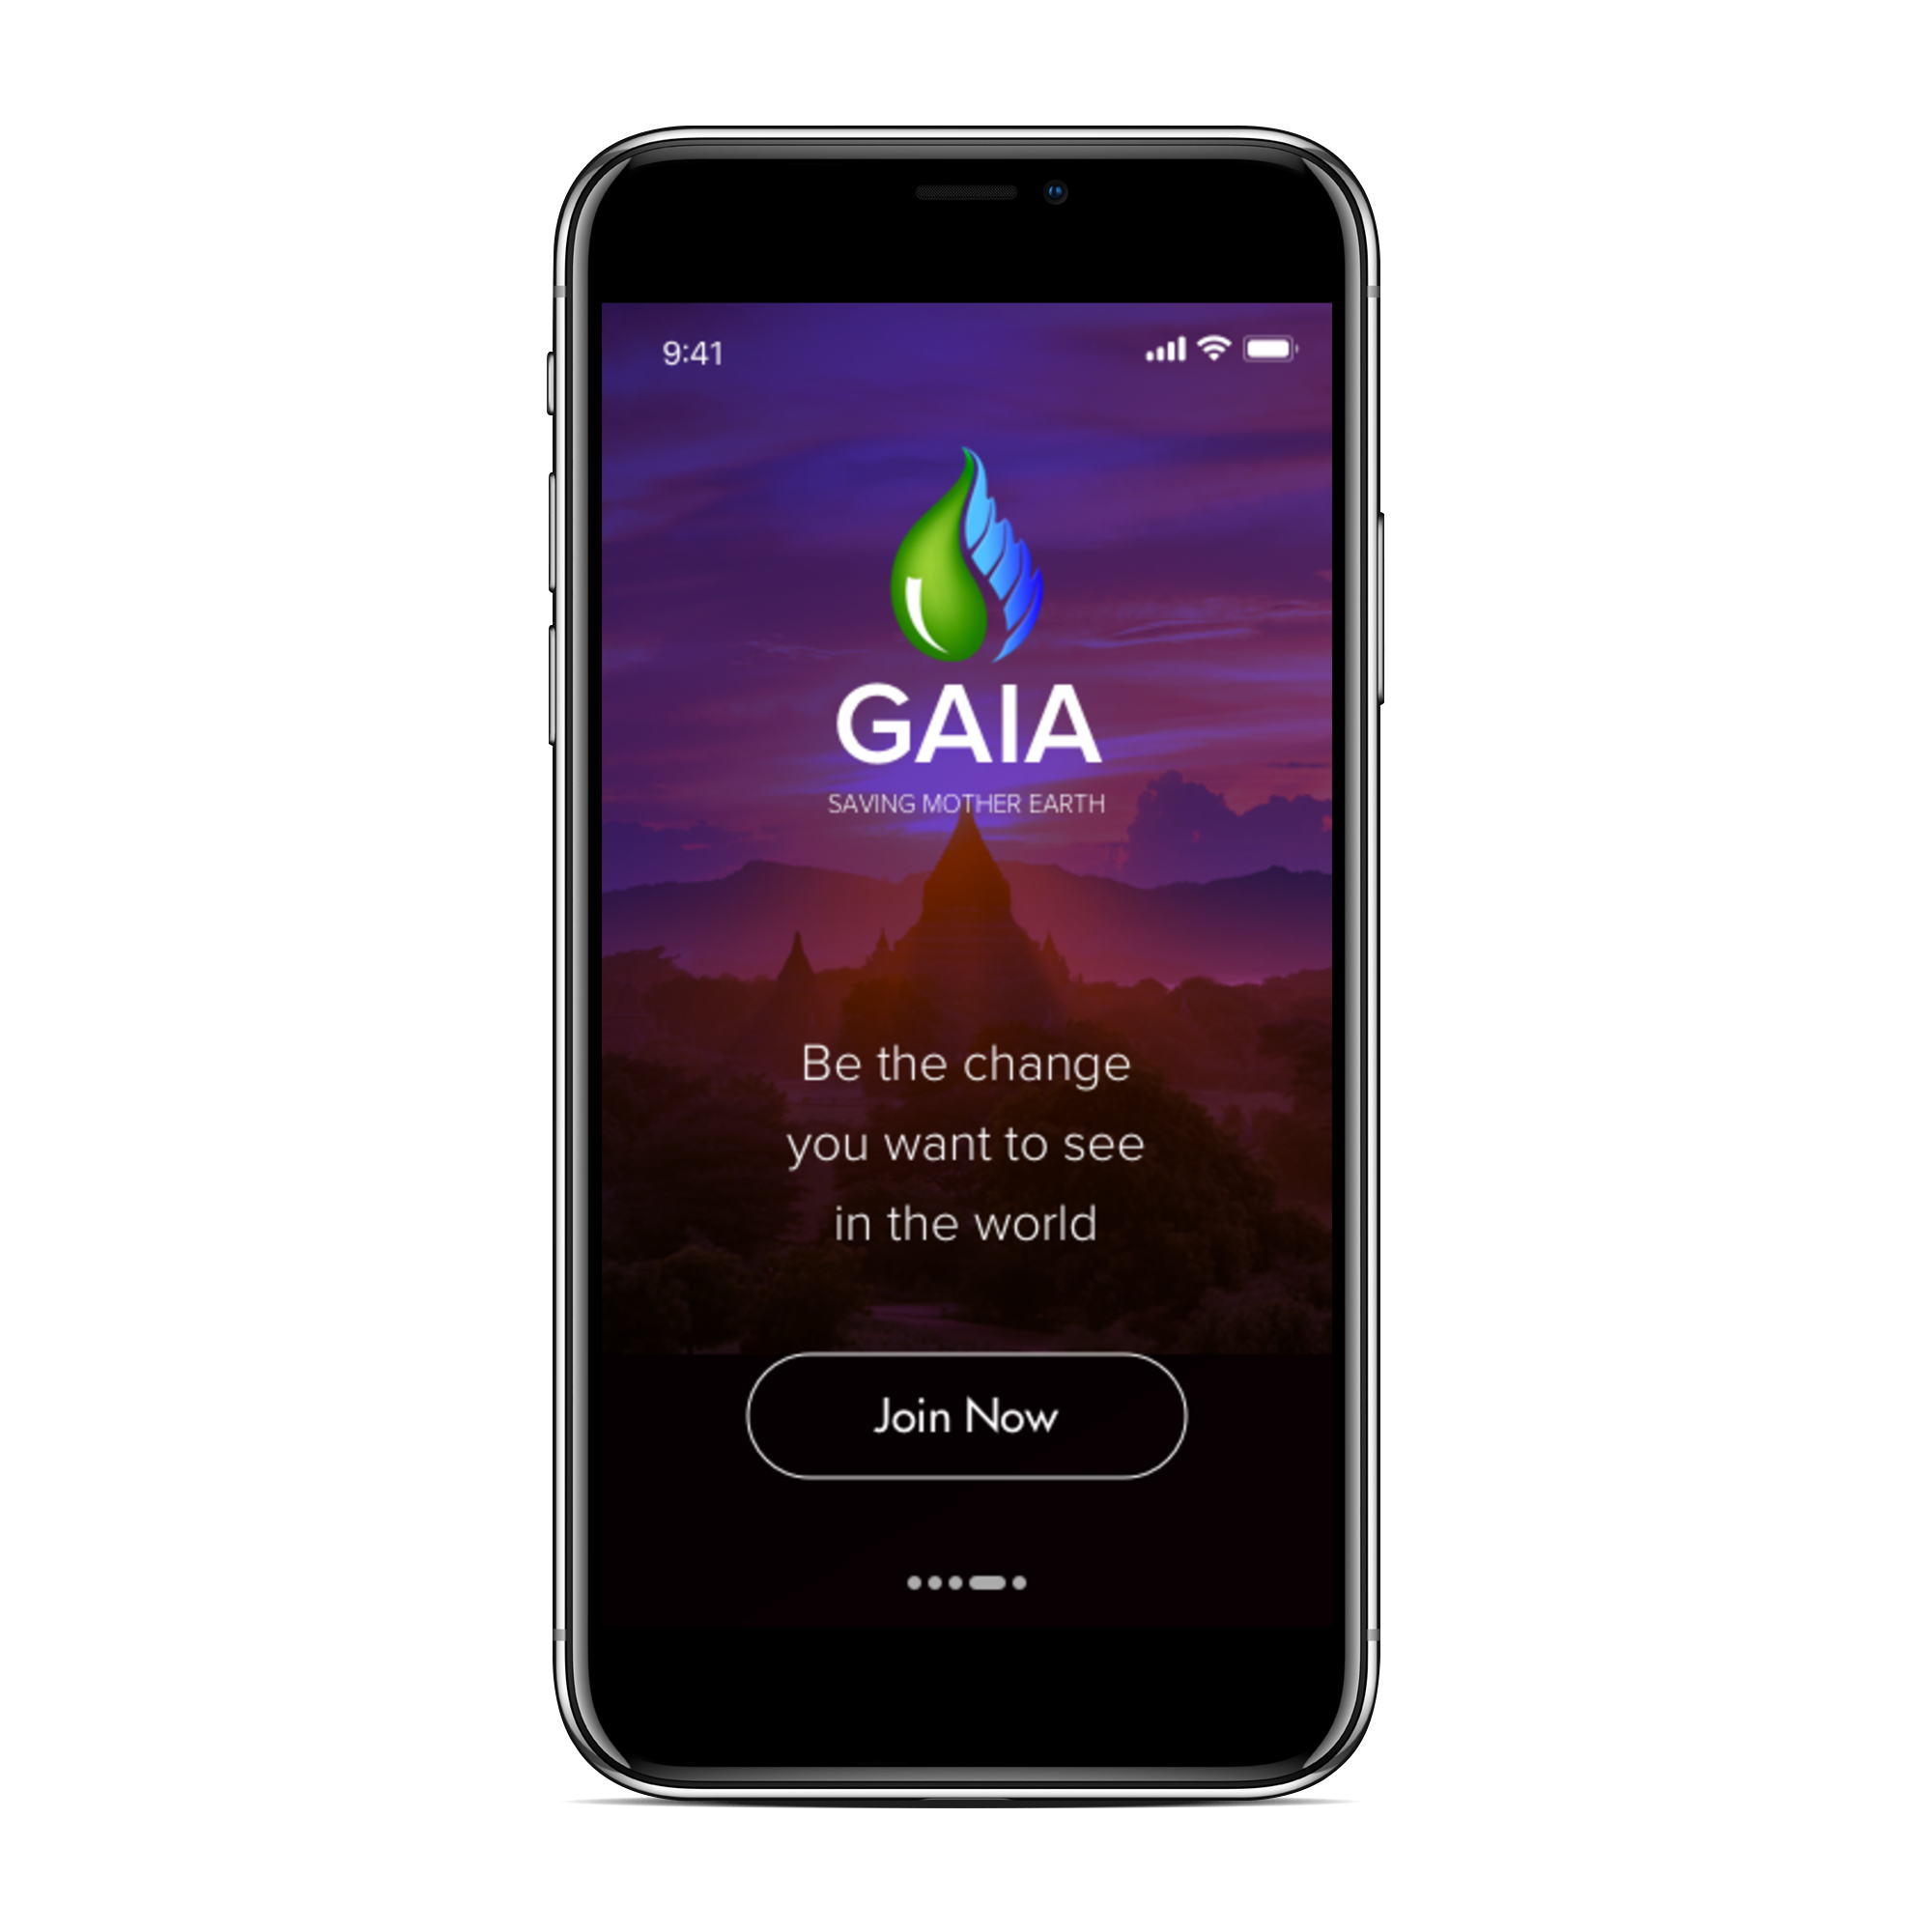 9:41
GAIA
SAVING MOTHER EARTH
Be the change
you want to see
in the world
Join Now